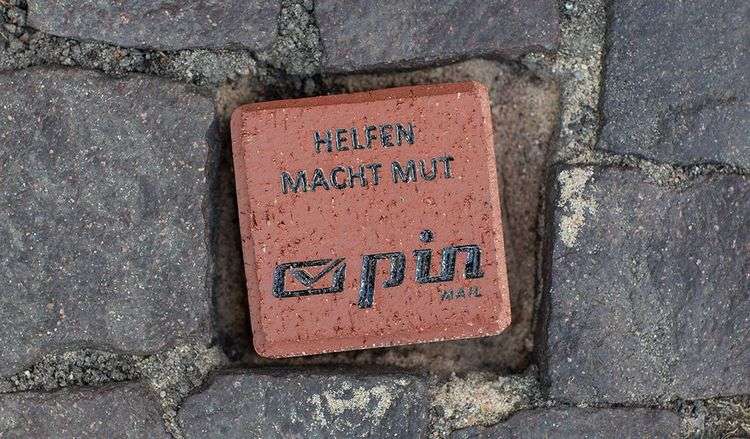 HELFEN
MACHT MUT
pin
MAIL